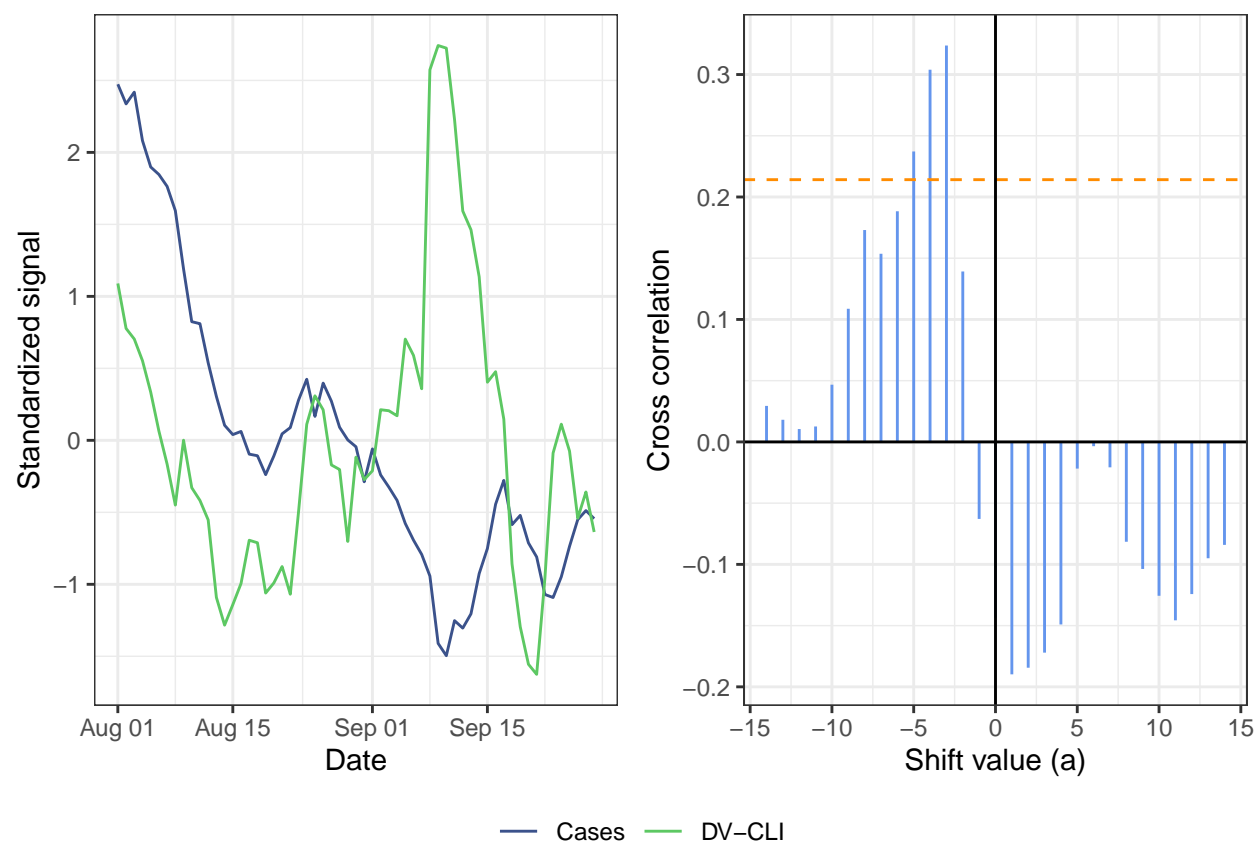 Standardized signal
2
1
0
−1
Aug 01 Aug 15 Sep 01 Sep 15
Date
Cross correlation
0.3
0.2
0.1
0.0
−0.1
−0.2
−15 −10 −5 0 5 10 15
Shift value (a)
Cases DV−CLI